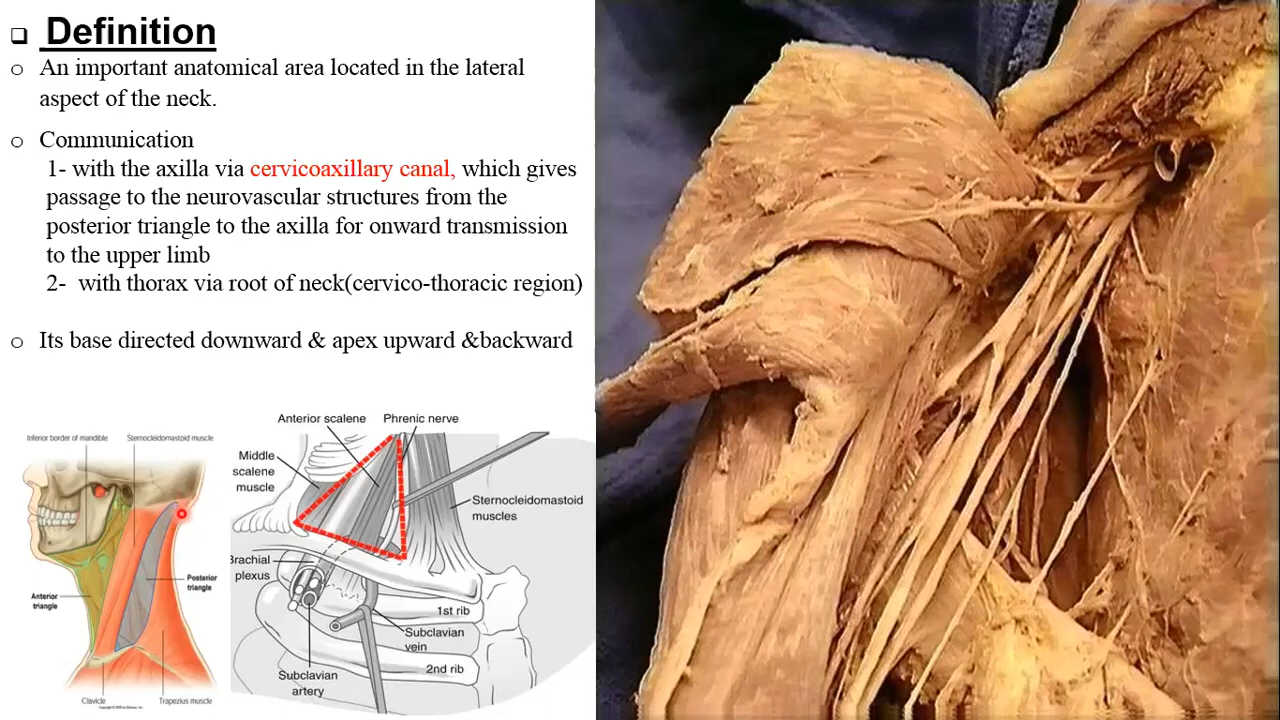 Definition
An important anatomical area located in the lateral
aspect of the neck.
Communication
1- with the axilla via cervicoaxillary canal, which gives
passage to the neurovascular structures from the
posterior triangle to the axilla for onward transmission
to the upper limb
2- with thorax via root of neck(cervico-thoracic region)
Its base directed downward & apex upward &backward
Inferior border of mandible
Sternocleidomastoid muscle
Posterior
triangle
Anterior
triangle
Clavicle
Trapezius muscle
Anterior scalene
Phrenic nerve
Middle
scalene
muscle
Sternocleidomastoid
muscles
Brachial
plexus
1st rib
Subclavian
vein
2nd rib
Subclavian
artery